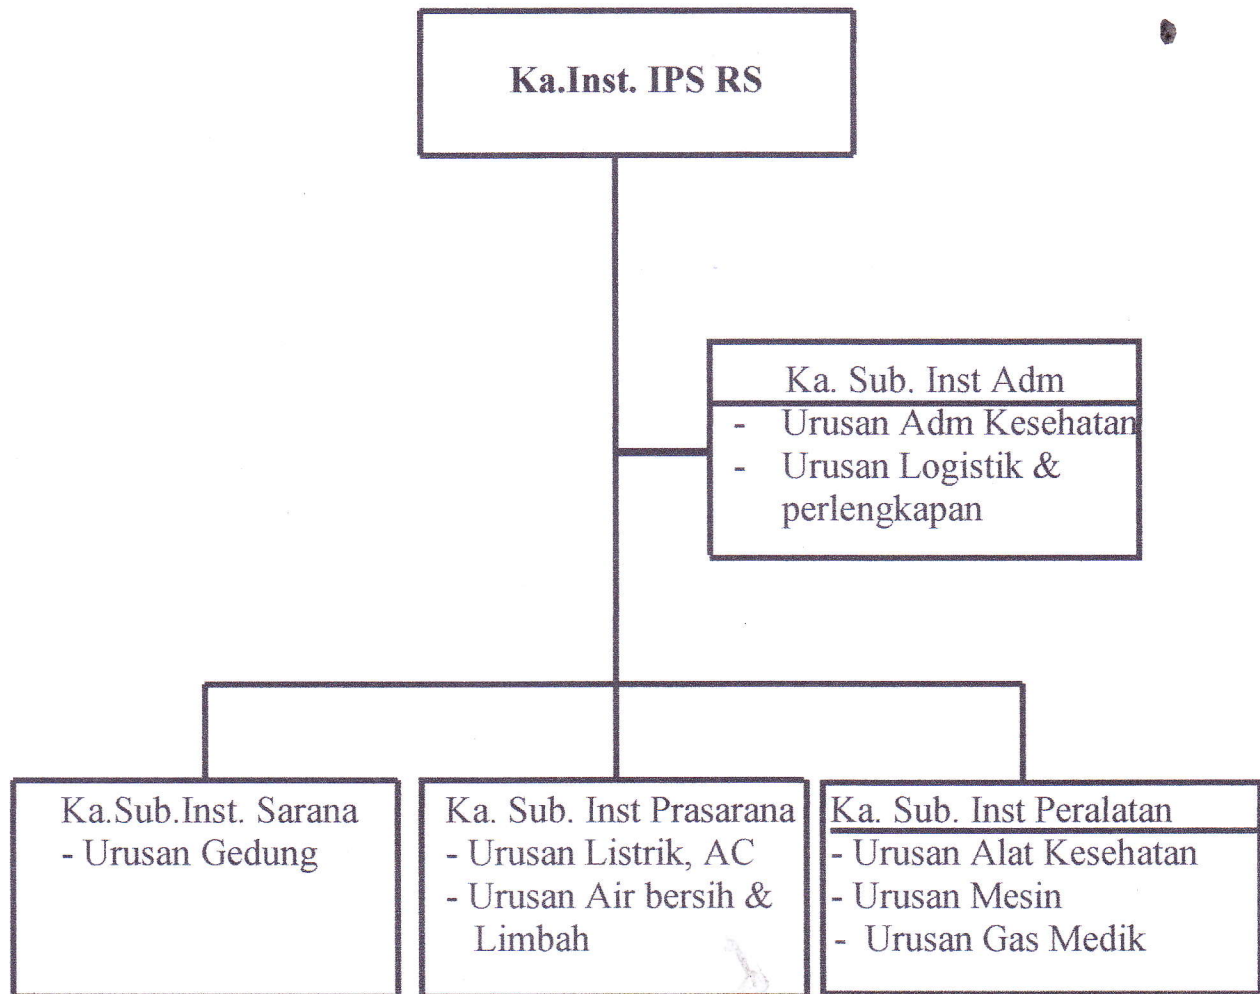 Ka.Inst. IPS RS
Ka. Sub. Inst Adm
- Urusan Adm Kesehatan
- Urusan Logistik &
perlengkapan
Ka.Sub.Inst. Sarana
- Urusan Gedung
Ka. Sub. Inst Prasarana
- Urusan Listrik, AC
- Urusan Air bersih &
Limbah
Ka. Sub. Inst Peralatan
- Urusan Alat Kesehatan
- Urusan Mesin
- Urusan Gas Medik